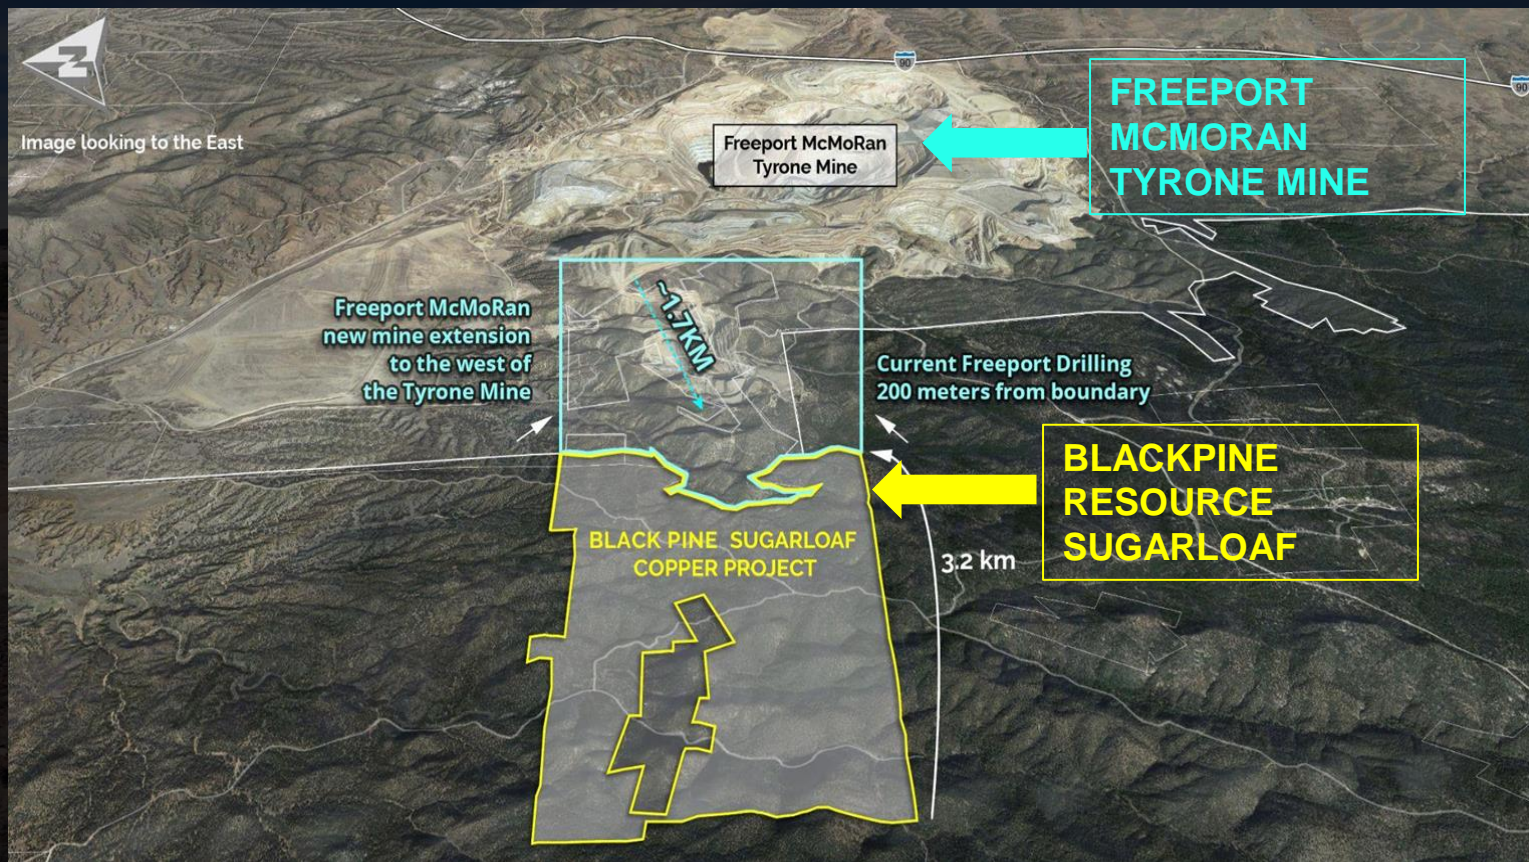 Z
Image looking to the East
90
90
Freeport McMoRan
Tyrone Mine
FREEPORT
MCMORAN
TYRONE MINE
Freeport McMoRan
new mine extension
to the west of
the Tyrone Mine
~1.7KM
Current Freeport Drilling
200 meters from boundary
BLACKPINE
RESOURCE
SUGARLOAF
BLACK PINE SUGARLOAF
COPPER PROJECT
3.2 km